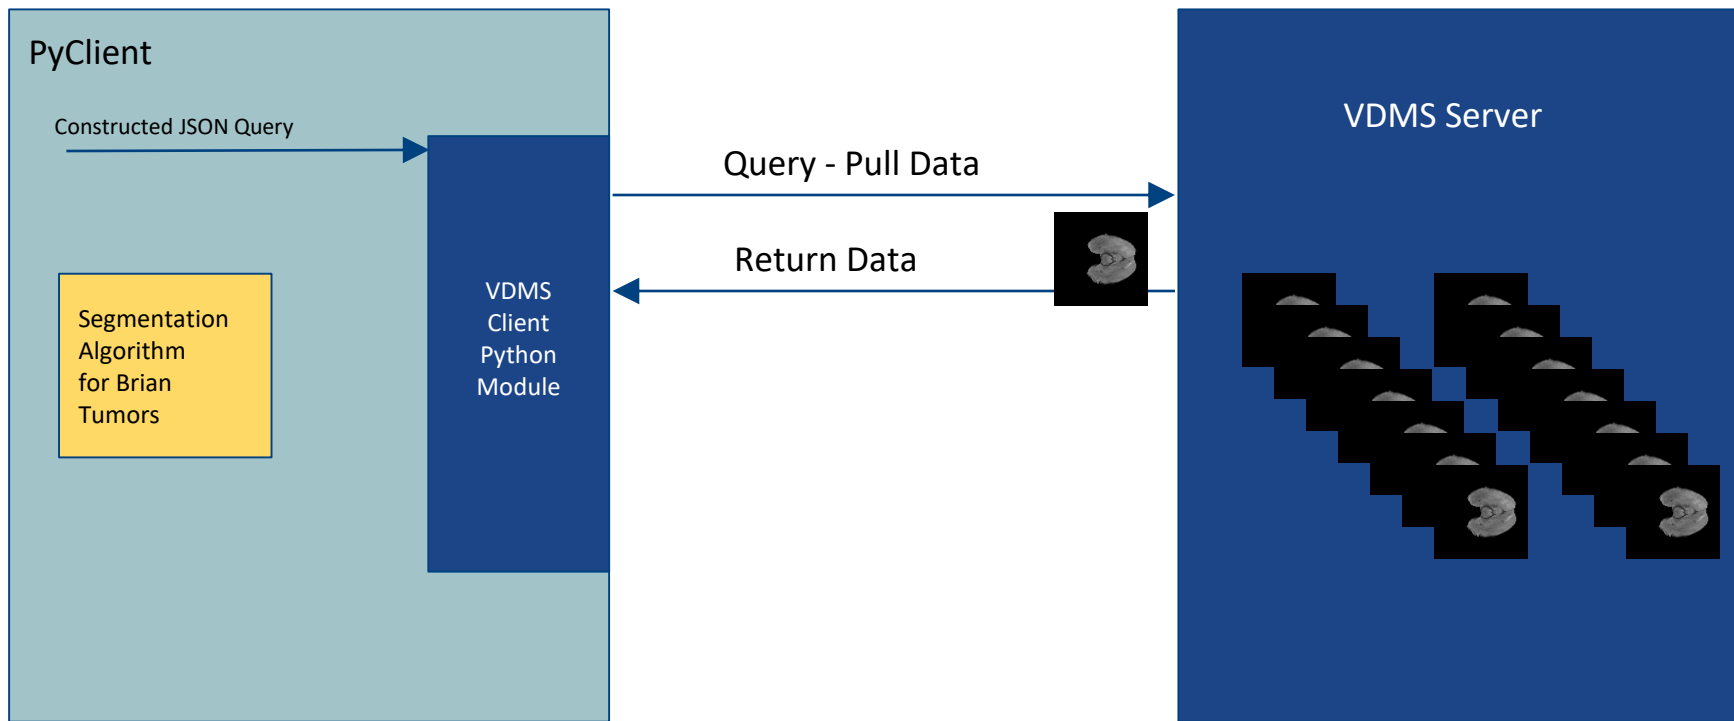 PyClient
Constructed JSON Query
Segmentation
Algorithm
for Brian
Tumors
VDMS
Client
Python
Module
Query - Pull Data
Return Data
VDMS Server